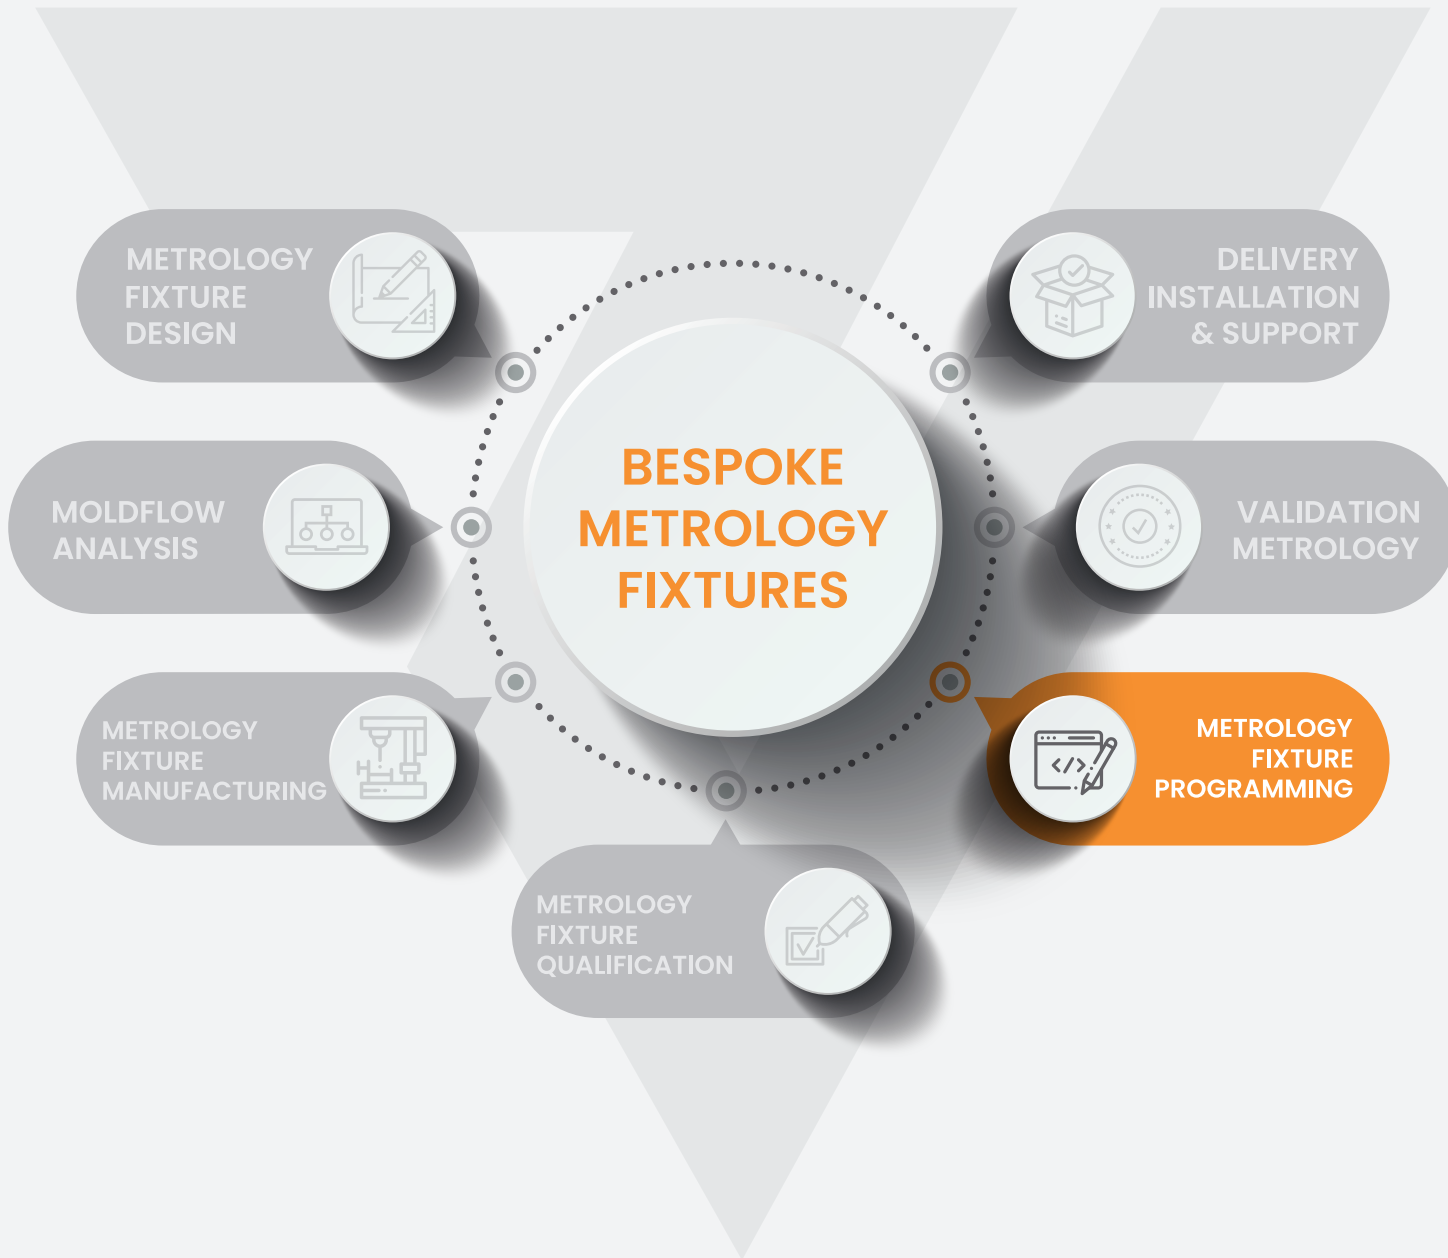 METROLOGY
FIXTURE
DESIGN
DELIVERY
INSTALLATION
& SUPPORT
BESPOKE
METROLOGY
FIXTURES
MOLDFLOW
ANALYSIS
VALIDATION
METROLOGY
METROLOGY
FIXTURE
MANUFACTURING
METROLOGY
FIXTURE
PROGRAMMING
</>
METROLOGY
FIXTURE
QUALIFICATION